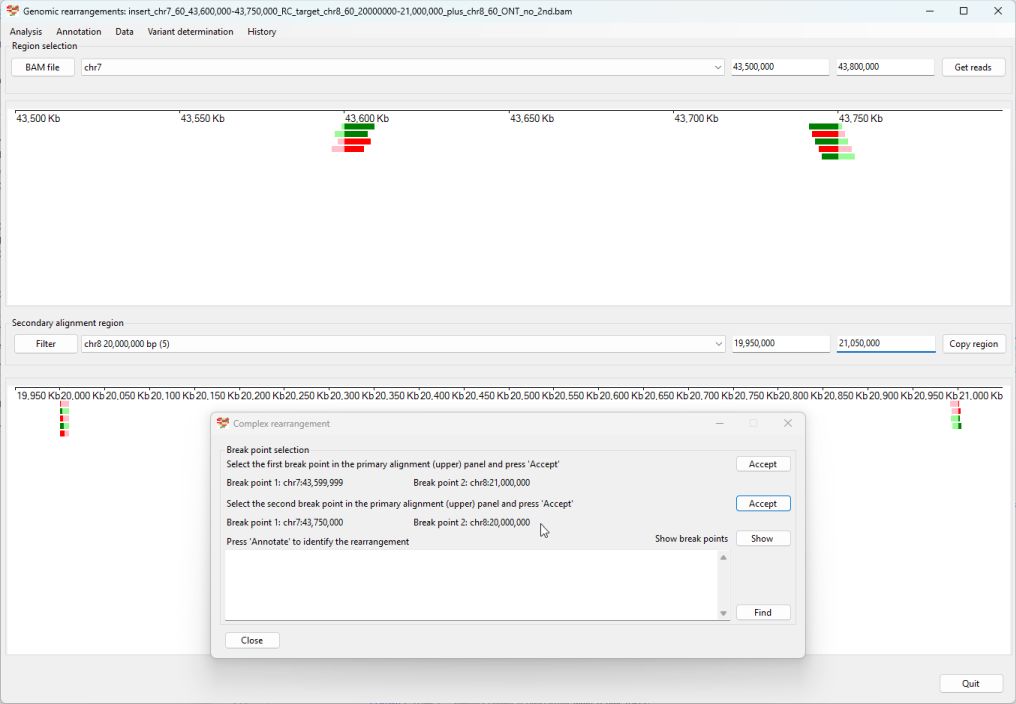 Genomic rearrangements: insert_chr7_60_43,600,000-43,750,000_RC_target_chr8_60_20000000-21,000,000_plus_chr8_60_ONT_no_2nd.bam
Analysis Annotation Data Variant determination History
Region selection
BAM file chr7 43,500,000 43,800,000 Get reads
43,500 Kb 43,550 Kb 43,600 Kb 43,650 Kb 43,700 Kb 43,750 Kb
Secondary alignment region
Filter chr8 20,000,000 bp (5) 19,950,000 21,050,000 Copy region
19,950 Kb 20,000 Kb 20,050 Kb 20,100 Kb 20,150 Kb 20,200 Kb 20,250 Kb 20,300 Kb 20,350 Kb 20,400 Kb 20,450 Kb 20,500 Kb 20,550 Kb 20,600 Kb 20,650 Kb 20,700 Kb 20,750 Kb 20,800 Kb 20,850 Kb 20,900 Kb 20,950 Kb 21,000 Kb
Complex rearrangement
Break point selection
Select the first break point in the primary alignment (upper) panel and press 'Accept' Accept
Break point 1: chr7:43,599,999 Break point 2: chr8:21,000,000
Select the second break point in the primary alignment (upper) panel and press 'Accept' Accept
Break point 1: chr7:43,750,000 Break point 2: chr8:20,000,000
Press 'Annotate' to identify the rearrangement Show break points Show
Find
Close
Quit